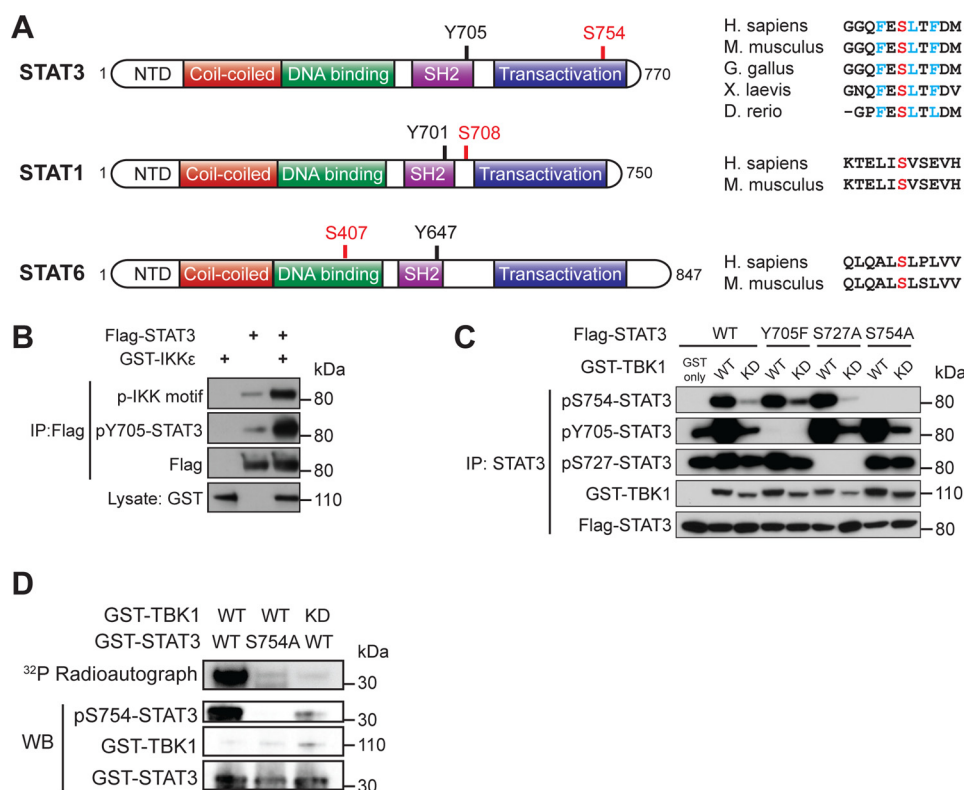 A
Y705 S754
STAT3 1 NTD Coil-coiled DNA binding SH2 Transactivation 770
H. sapiens GGQFESLTFDM
M. musculus GGQFESLTFDM
G. gallus GGQFESLTFDM
X. laevis GNQFESLTFDV
D. rerio -GPFESLTLDM
Y701 S708
STAT1 1 NTD Coil-coiled DNA binding SH2 Transactivation 750
H. sapiens KTELISVSEVH
M. musculus KTELISVSEVH
S407 Y647
STAT6 1 NTD Coil-coiled DNA binding SH2 Transactivation 847
H. sapiens QLQALSLPLVV
M. musculus QLQALSLSLVV
B
Flag-STAT3 + +
GST-IKKε + +
kDa
IP:Flag
p-IKK motif 80
pY705-STAT3 80
Flag 80
Lysate: GST 110
C
Flag-STAT3 WT Y705F S727A S754A
GST-TBK1 GST only WT KD WT KD WT KD WT KD
kDa
IP: STAT3
pS754-STAT3 80
pY705-STAT3 80
pS727-STAT3 80
GST-TBK1 110
Flag-STAT3 80
D
GST-TBK1 WT WT KD
GST-STAT3 WT S754A WT
kDa
32P Radioautograph 30
WB
pS754-STAT3 30
GST-TBK1 110
GST-STAT3 30